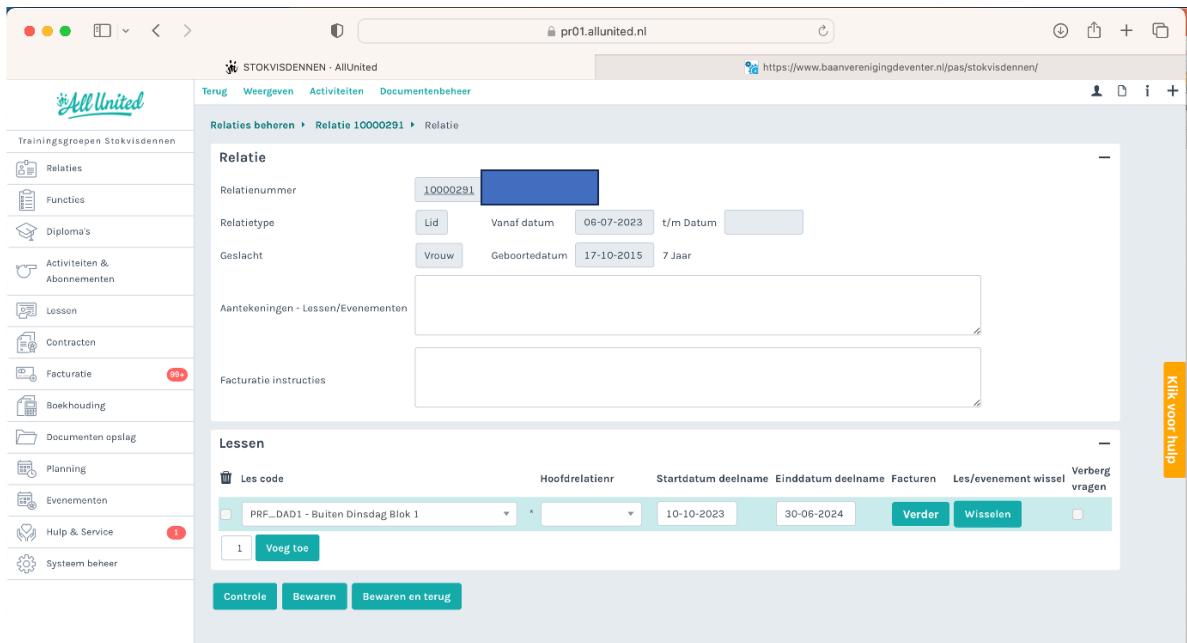 pr01.allunited.nl
STOKVISDENNEN - AllUnited
https://www.baanverenigingdeventer.nl/pas/stokvisdennen/
All United
Terug Weergeven Activiteiten Documentenbeheer
Relaties beheren Relatie 10000291 Relatie
Trainingsgroepen Stokvisdennen
Relaties
Functies
Diploma's
Activiteiten &
Abonnementen
Lessen
Contracten
Facturatie 99+
Boekhouding
Documenten opslag
Planning
Evenementen
Hulp & Service 1
Systeem beheer
Relatie
Relatienummer 10000291
Relatietype Lid Vanaf datum 06-07-2023 t/m Datum
Geslacht Vrouw Geboortedatum 17-10-2015 7 Jaar
Aantekeningen - Lessen/Evenementen
Facturatie instructies
Lessen
Les code Hoofdrelatienr Startdatum deelname Einddatum deelname Facturen Les/evenement wissel Verberg
vragen
PRF_DAD1 - Buiten Dinsdag Blok 1 * 10-10-2023 30-06-2024 Verder Wisselen
1 Voeg toe
Controle Bewaren Bewaren en terug
Klik voor hulp